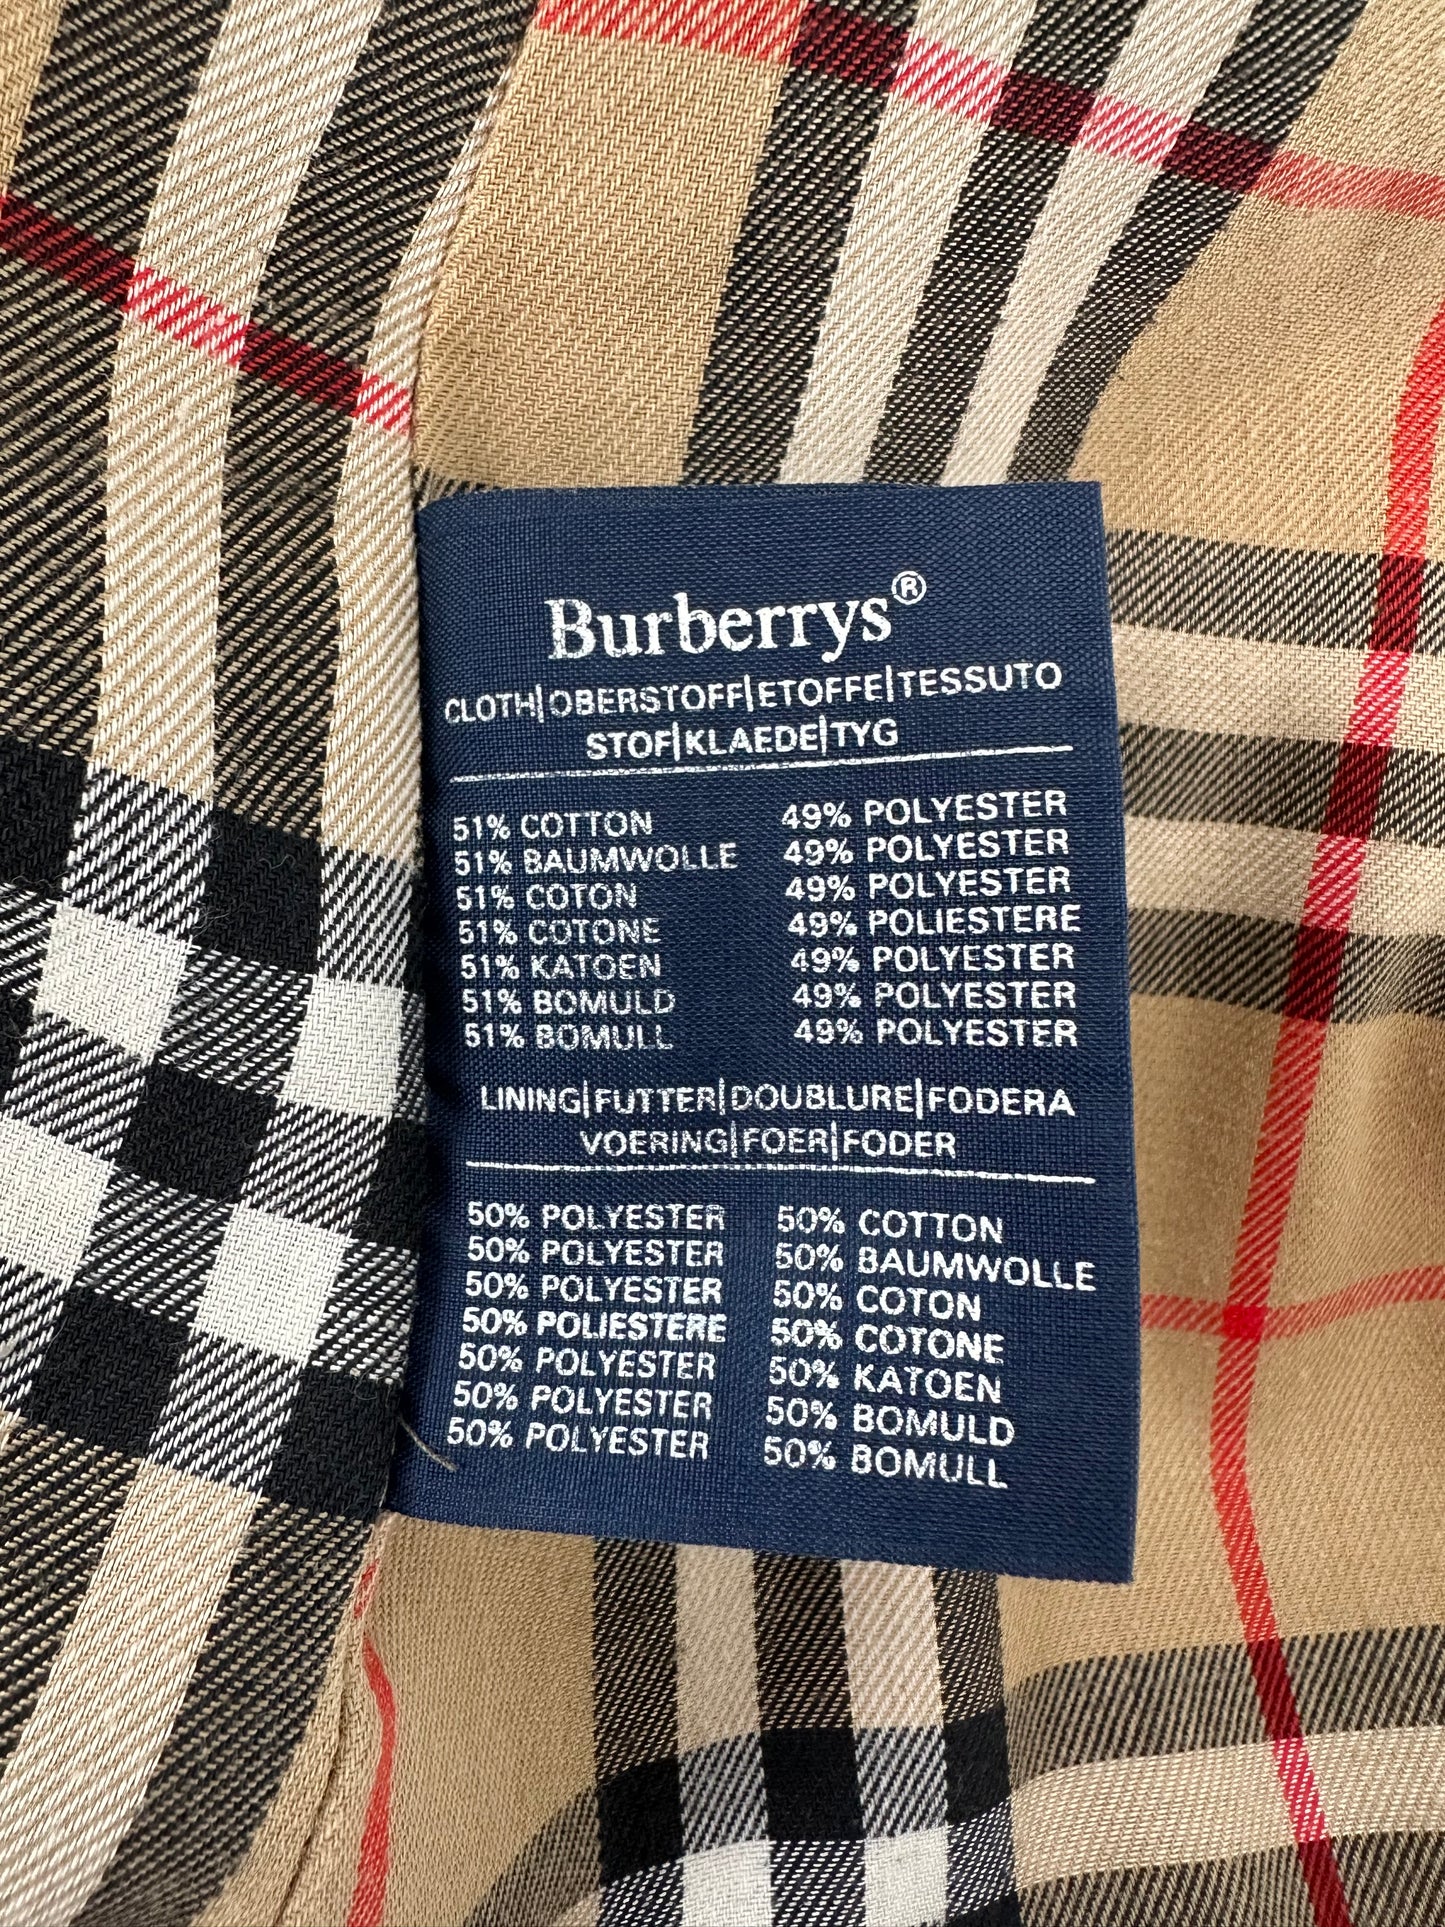 Burberrys®
CLOTH|OBERSTOFF|ETOFFE|TESSUTO
STOF|KLAEDE|TYG
51% COTTON 49% POLYESTER
51% BAUMWOLLE 49% POLYESTER
51% COTON 49% POLYESTER
51% COTONE 49% POLIESTERE
51% KATOEN 49% POLYESTER
51% BOMULD 49% POLYESTER
51% BOMULL 49% POLYESTER
LINING|FUTTER|DOUBLURE|FODERA
VOERING|FOER|FODER
50% POLYESTER 50% COTTON
50% POLYESTER 50% BAUMWOLLE
50% POLYESTER 50% COTON
50% POLIESTERE 50% COTONE
50% POLYESTER 50% KATOEN
50% POLYESTER 50% BOMULD
50% POLYESTER 50% BOMULL